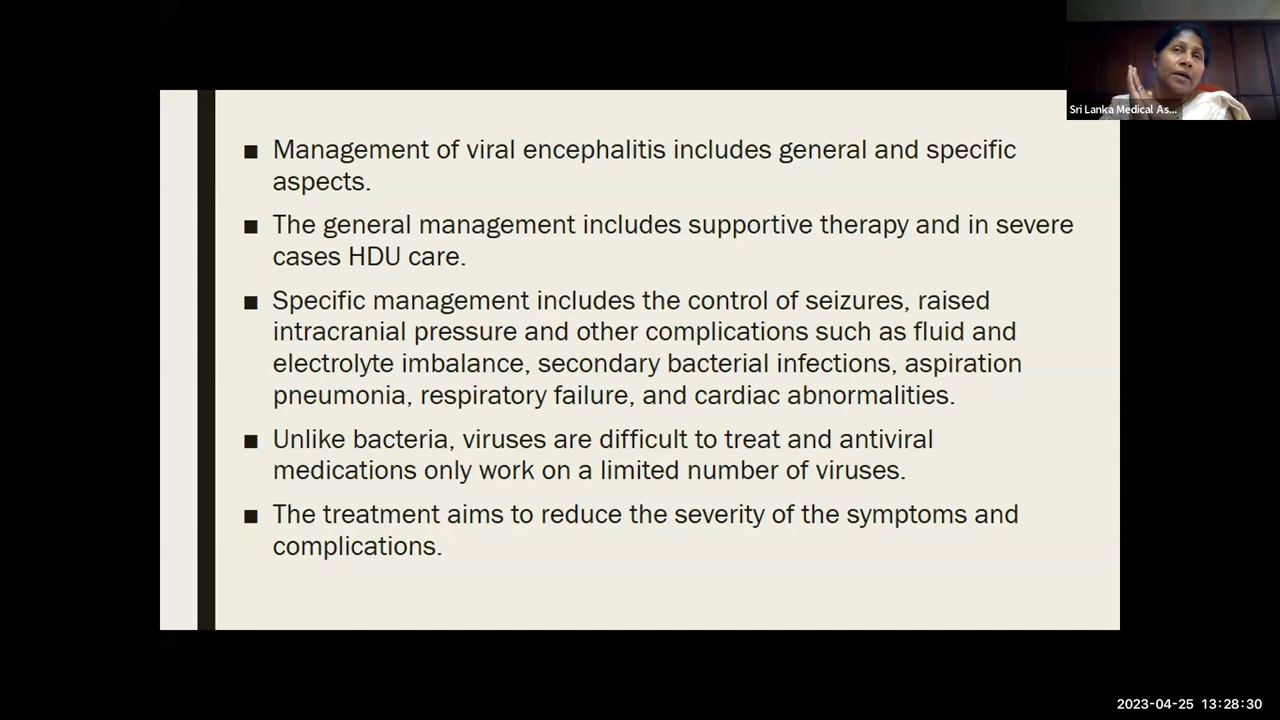 Sri Lanka Medical As...
■ Management of viral encephalitis includes general and specific
aspects.
■ The general management includes supportive therapy and in severe
cases HDU care.
■ Specific management includes the control of seizures, raised
intracranial pressure and other complications such as fluid and
electrolyte imbalance, secondary bacterial infections, aspiration
pneumonia, respiratory failure, and cardiac abnormalities.
■ Unlike bacteria, viruses are difficult to treat and antiviral
medications only work on a limited number of viruses.
■ The treatment aims to reduce the severity of the symptoms and
complications.
2023-04-25 13:28:30